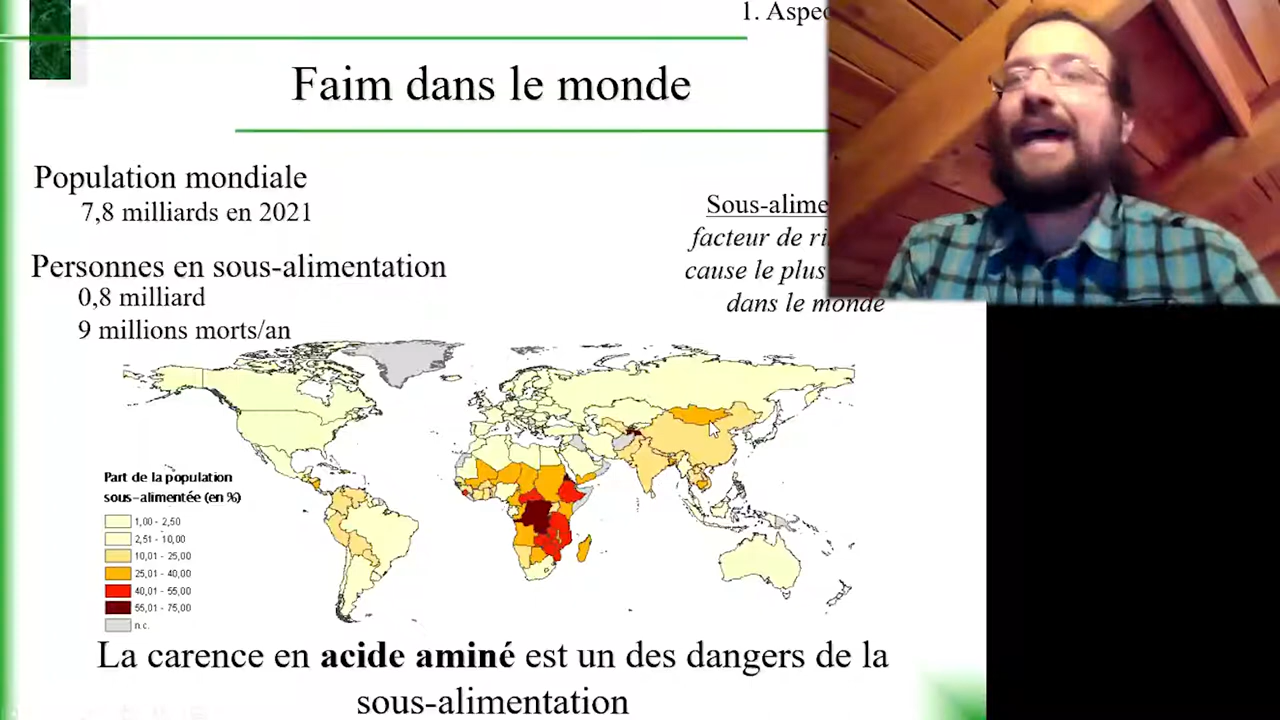 1. Aspe
Faim dans le monde
Population mondiale
7,8 milliards en 2021
Personnes en sous-alimentation
0,8 milliard
9 millions morts/an
Sous-alime
facteur de ri
cause le plus
dans le monde
Part de la population
sous-alimentée (en %)
1,00 - 2,50
2,51 - 10,00
10,01 - 25,00
25,01 - 40,00
40,01 - 55,00
55,01 - 75,00
n.c.
La carence en acide aminé est un des dangers de la
sous-alimentation